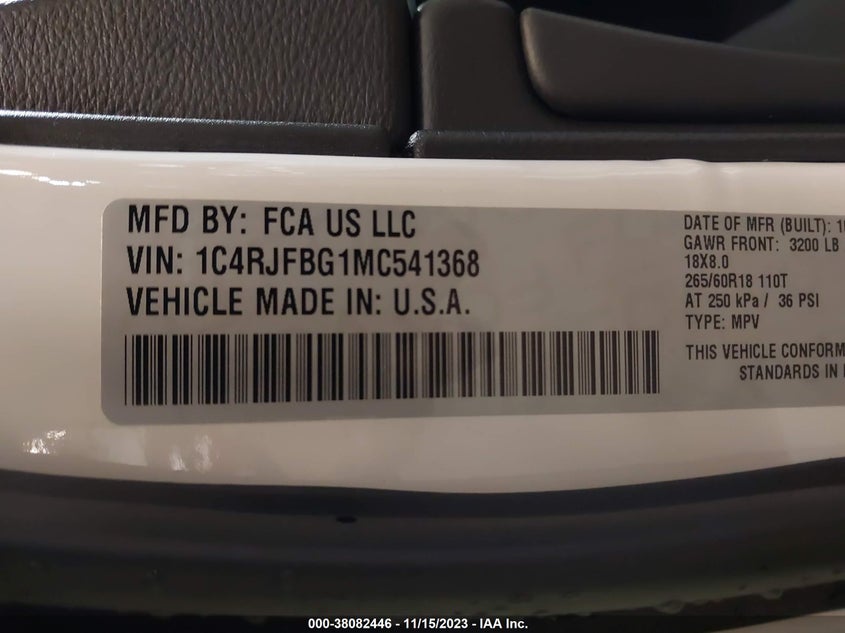 MFD BY: FCA US LLC
VIN: 1C4RJFBG1MC541368
VEHICLE MADE IN: U.S.A.
DATE OF MFR (BUILT): 1
GAWR FRONT: 3200 LB
18X8.0
265/60R18 110T
AT 250 kPa / 36 PSI
TYPE: MPV
THIS VEHICLE CONFORM
STANDARDS IN
000-38082446 - 11/15/2023 - IAA Inc.